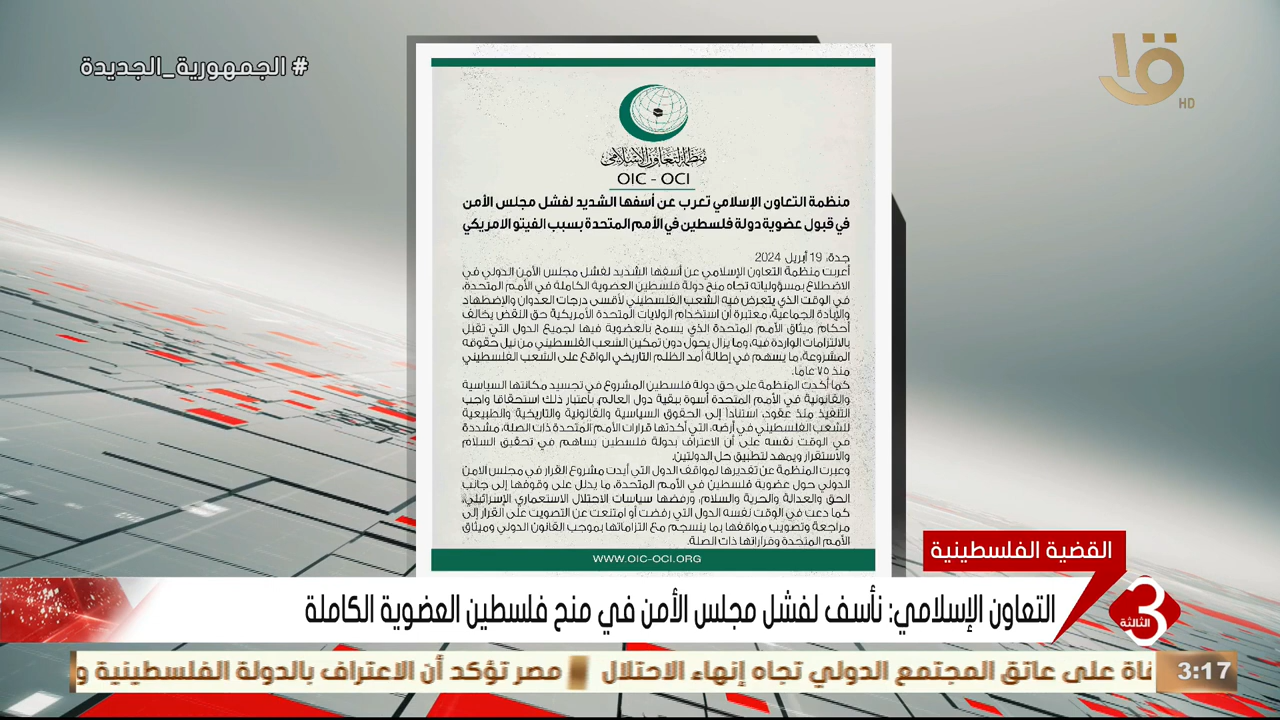 #الجمهورية_الجديدة
HD
منظمة التعاون الإسلامي
OIC - OCI
منظمة التعاون الإسلامي تعرب عن أسفها الشديد لفشل مجلس الأمن
في قبول عضوية دولة فلسطين في الأمم المتحدة بسبب الفيتو الامريكي
جدة، 19 أبريل 2024
أعربت منظمة التعاون الإسلامي عن أسفها الشديد لفشل مجلس الأمن الدولي في
الاضطلاع بمسؤولياته تجاه منح دولة فلسطين العضوية الكاملة في الأمم المتحدة،
في الوقت الذي يتعرض فيه الشعب الفلسطيني لأقسى درجات العدوان والإضطهاد
والإبادة الجماعية، معتبرة أن استخدام الولايات المتحدة الأمريكية حق النقض يخالف
أحكام ميثاق الأمم المتحدة الذي يسمح بالعضوية فيها لجميع الدول التي تقبل
بالالتزامات الواردة فيه، وما يزال يحول دون تمكين الشعب الفلسطيني من نيل حقوقه
المشروعة، ما يسهم في إطالة أمد الظلم التاريخي الواقع على الشعب الفلسطيني
منذ ٧٥ عاما.
كما أكدت المنظمة على حق دولة فلسطين المشروع في تجسيد مكانتها السياسية
والقانونية في الأمم المتحدة أسوة ببقية دول العالم، بأعتبار ذلك استحقاقا واجب
التنفيذ منذ عقود، استناداً إلى الحقوق السياسية والقانونية والتاريخية والطبيعية
للشعب الفلسطيني في أرضه، التي أكدتها قرارات الأمم المتحدة ذات الصلة، مشددة
في الوقت نفسه على أن الاعتراف بدولة فلسطين يساهم في تحقيق السلام
والاستقرار ويمهد لتطبيق حل الدولتين.
وعبرت المنظمة عن تقديرها لمواقف الدول التي أيدت مشروع القرار في مجلس الامن
الدولي حول عضوية فلسطين في الأمم المتحدة، ما يدلل على وقوفها إلى جانب
الحق والعدالة والحرية والسلام، ورفضها سياسات الاحتلال الاستعماري الإسرائيلي،
كما دعت في الوقت نفسه الدول التي رفضت أو امتنعت عن التصويت على القرار إلى
مراجعة وتصويب مواقفها بما ينسجم مع التزاماتها بموجب القانون الدولي وميثاق
الأمم المتحدة وقراراتها ذات الصلة.
WWW.OIC-OCI.ORG
القضية الفلسطينية
3 الثالثة
التعاون الإسلامي: نأسف لفشل مجلس الأمن في منح فلسطين العضوية الكاملة
3:17
على عاتق المجتمع الدولي تجاه إنهاء الاحتلال
مصر تؤكد أن الاعتراف بالدولة الفلسطينية و